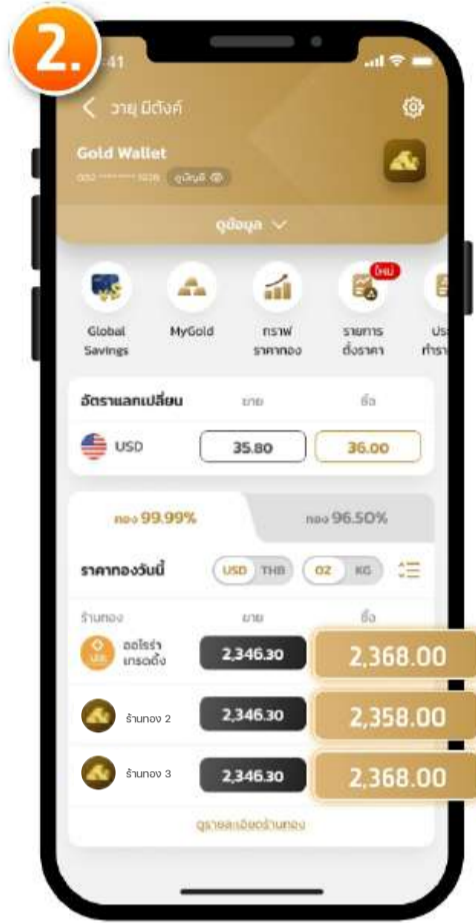 2.
:41
วายุ มีตังค์
Gold Wallet
ดูบัญชี
ดูข้อมูล
ใหม่
Global Savings
MyGold
กราฟ ราคาทอง
รายการ ตั้งราคา
อัตราแลกเปลี่ยน ขาย ซื้อ
USD 35.80 36.00
ทอง 99.99% ทอง 96.50%
ราคาทองวันนี้ USD THB OZ KG
ร้านทอง ขาย ซื้อ
ออโรร่า เทรดดิ้ง 2,346.30 2,368.00
ร้านทอง 2 2,346.30 2,358.00
ร้านทอง 3 2,346.30 2,368.00
ดูรายละเอียดร้านทอง